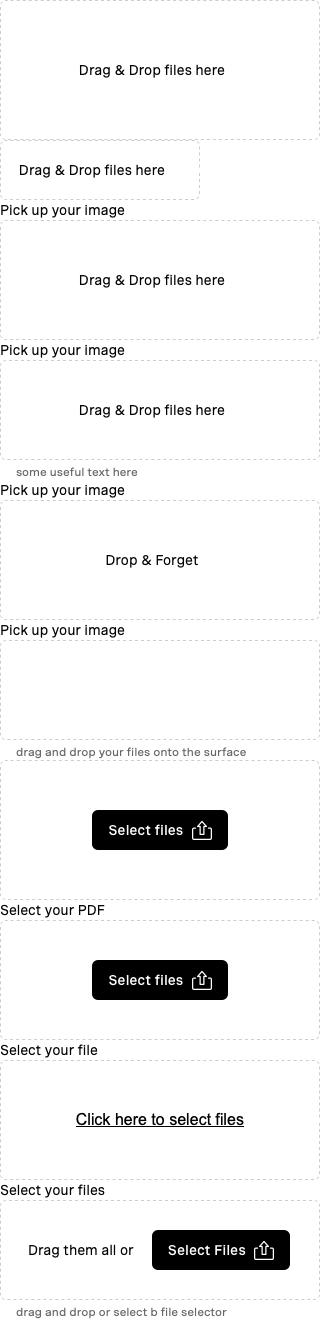 Drag & Drop files here
Drag & Drop files here
Pick up your image
Drag & Drop files here
Pick up your image
Drag & Drop files here
some useful text here
Pick up your image
Drop & Forget
Pick up your image
drag and drop your files onto the surface
Select files
Select your PDF
Select files
Select your file
Click here to select files
Select your files
Drag them all or Select Files
drag and drop or select b file selector